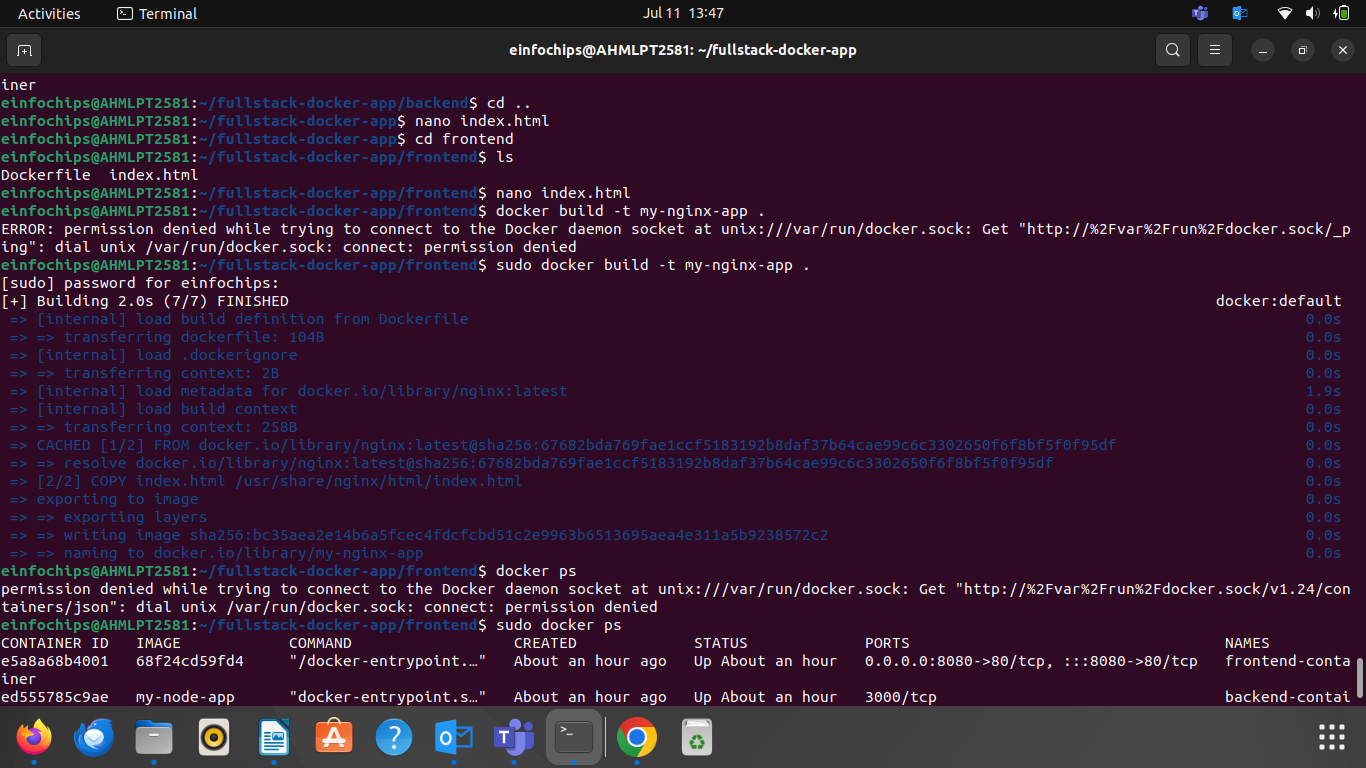 Activities
Terminal
Jul 11 13:47
einfochips@AHMLPT2581: ~/fullstack-docker-app
iner
einfochips@AHMLPT2581:~/fullstack-docker-app/backend$ cd ..
einfochips@AHMLPT2581:~/fullstack-docker-app$ nano index.html
einfochips@AHMLPT2581:~/fullstack-docker-app$ cd frontend
einfochips@AHMLPT2581:~/fullstack-docker-app/frontend$ ls
Dockerfile  index.html
einfochips@AHMLPT2581:~/fullstack-docker-app/frontend$ nano index.html
einfochips@AHMLPT2581:~/fullstack-docker-app/frontend$ docker build -t my-nginx-app .
ERROR: permission denied while trying to connect to the Docker daemon socket at unix:///var/run/docker.sock: Get "http://%2Fvar%2Frun%2Fdocker.sock/_p
ing": dial unix /var/run/docker.sock: connect: permission denied
einfochips@AHMLPT2581:~/fullstack-docker-app/frontend$ sudo docker build -t my-nginx-app .
[sudo] password for einfochips:
[+] Building 2.0s (7/7) FINISHED docker:default
=> [internal] load build definition from Dockerfile 0.0s
=> => transferring dockerfile: 104B 0.0s
=> [internal] load .dockerignore 0.0s
=> => transferring context: 2B 0.0s
=> [internal] load metadata for docker.io/library/nginx:latest 1.9s
=> [internal] load build context 0.0s
=> => transferring context: 258B 0.0s
=> CACHED [1/2] FROM docker.io/library/nginx:latest@sha256:67682bda769fae1ccf5183192b8daf37b64cae99c6c3302650f6f8bf5f0f95df 0.0s
=> => resolve docker.io/library/nginx:latest@sha256:67682bda769fae1ccf5183192b8daf37b64cae99c6c3302650f6f8bf5f0f95df 0.0s
=> [2/2] COPY index.html /usr/share/nginx/html/index.html 0.0s
=> exporting to image 0.0s
=> => exporting layers 0.0s
=> => writing image sha256:bc35aea2e14b6a5fcec4fdcfcbd51c2e9963b6513695aea4e311a5b9238572c2 0.0s
=> => naming to docker.io/library/my-nginx-app 0.0s
einfochips@AHMLPT2581:~/fullstack-docker-app/frontend$ docker ps
permission denied while trying to connect to the Docker daemon socket at unix:///var/run/docker.sock: Get "http://%2Fvar%2Frun%2Fdocker.sock/v1.24/con
tainers/json": dial unix /var/run/docker.sock: connect: permission denied
einfochips@AHMLPT2581:~/fullstack-docker-app/frontend$ sudo docker ps
CONTAINER ID   IMAGE          COMMAND                  CREATED             STATUS             PORTS                                   NAMES
e5a8a68b4001   68f24cd59fd4   "/docker-entrypoint.…"   About an hour ago   Up About an hour   0.0.0.0:8080->80/tcp, :::8080->80/tcp   frontend-conta
iner
ed555785c9ae   my-node-app    "docker-entrypoint.s…"   About an hour ago   Up About an hour   3000/tcp                                backend-contai